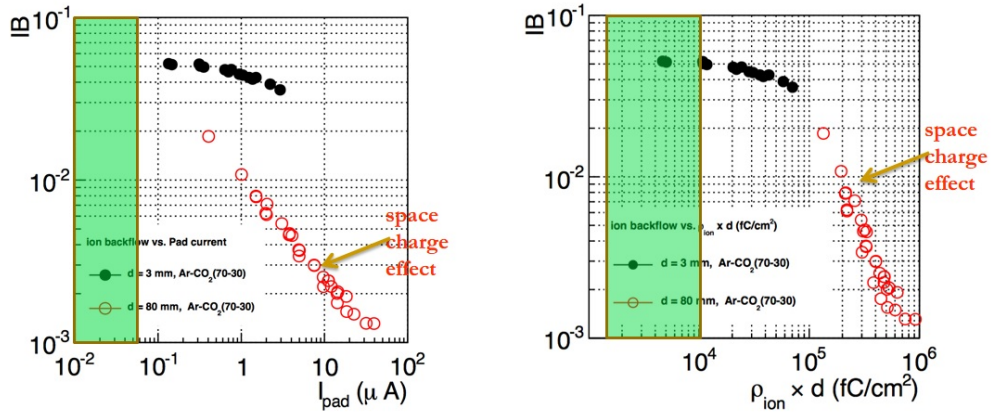 IB
10⁻¹
10⁻²
10⁻³
space
charge
effect
ion backflow vs. Pad current
d = 3 mm, Ar-CO₂(70-30)
d = 80 mm, Ar-CO₂(70-30)
10⁻² 10⁻¹ 1 10 10²
I_pad (μ A)
IB
10⁻¹
10⁻²
10⁻³
space
charge
effect
ion backflow vs. ρ_ion x d (fC/cm²)
d = 3 mm, Ar-CO₂(70-30)
d = 80 mm, Ar-CO₂(70-30)
10⁴ 10⁵ 10⁶
ρ_ion × d (fC/cm²)